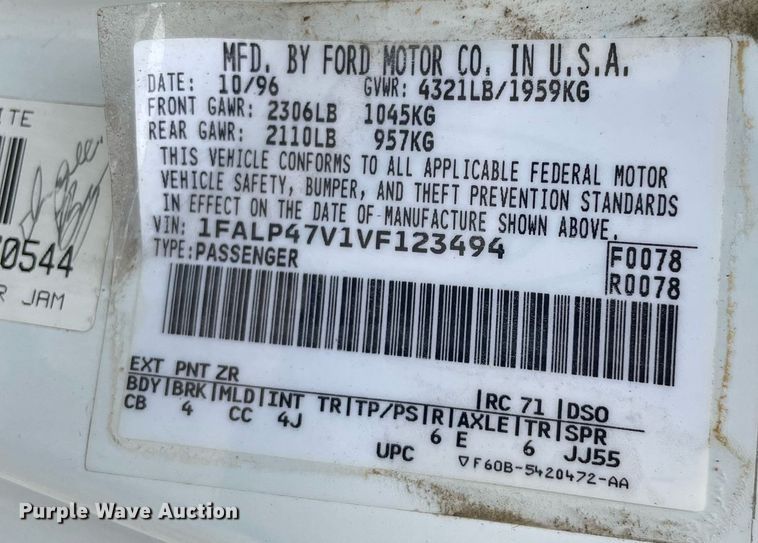 MFD. BY FORD MOTOR CO. IN U.S.A.
DATE: 10/96 GVWR: 4321LB/1959KG
FRONT GAWR: 2306LB 1045KG
REAR GAWR: 2110LB 957KG
THIS VEHICLE CONFORMS TO ALL APPLICABLE FEDERAL MOTOR
VEHICLE SAFETY, BUMPER, AND THEFT PREVENTION STANDARDS
IN EFFECT ON THE DATE OF MANUFACTURE SHOWN ABOVE.
VIN: 1FALP47V1VF123494
TYPE: PASSENGER
F0078
R0078
EXT PNT ZR RC 71 DSO
BDY BRK MLD INT TR TP/PS R AXLE TR SPR
CB 4 CC 4J 6 E 6 JJ55
UPC ▽F60B-5420472-AA
ITE
0544
R JAM
Purple Wave Auction